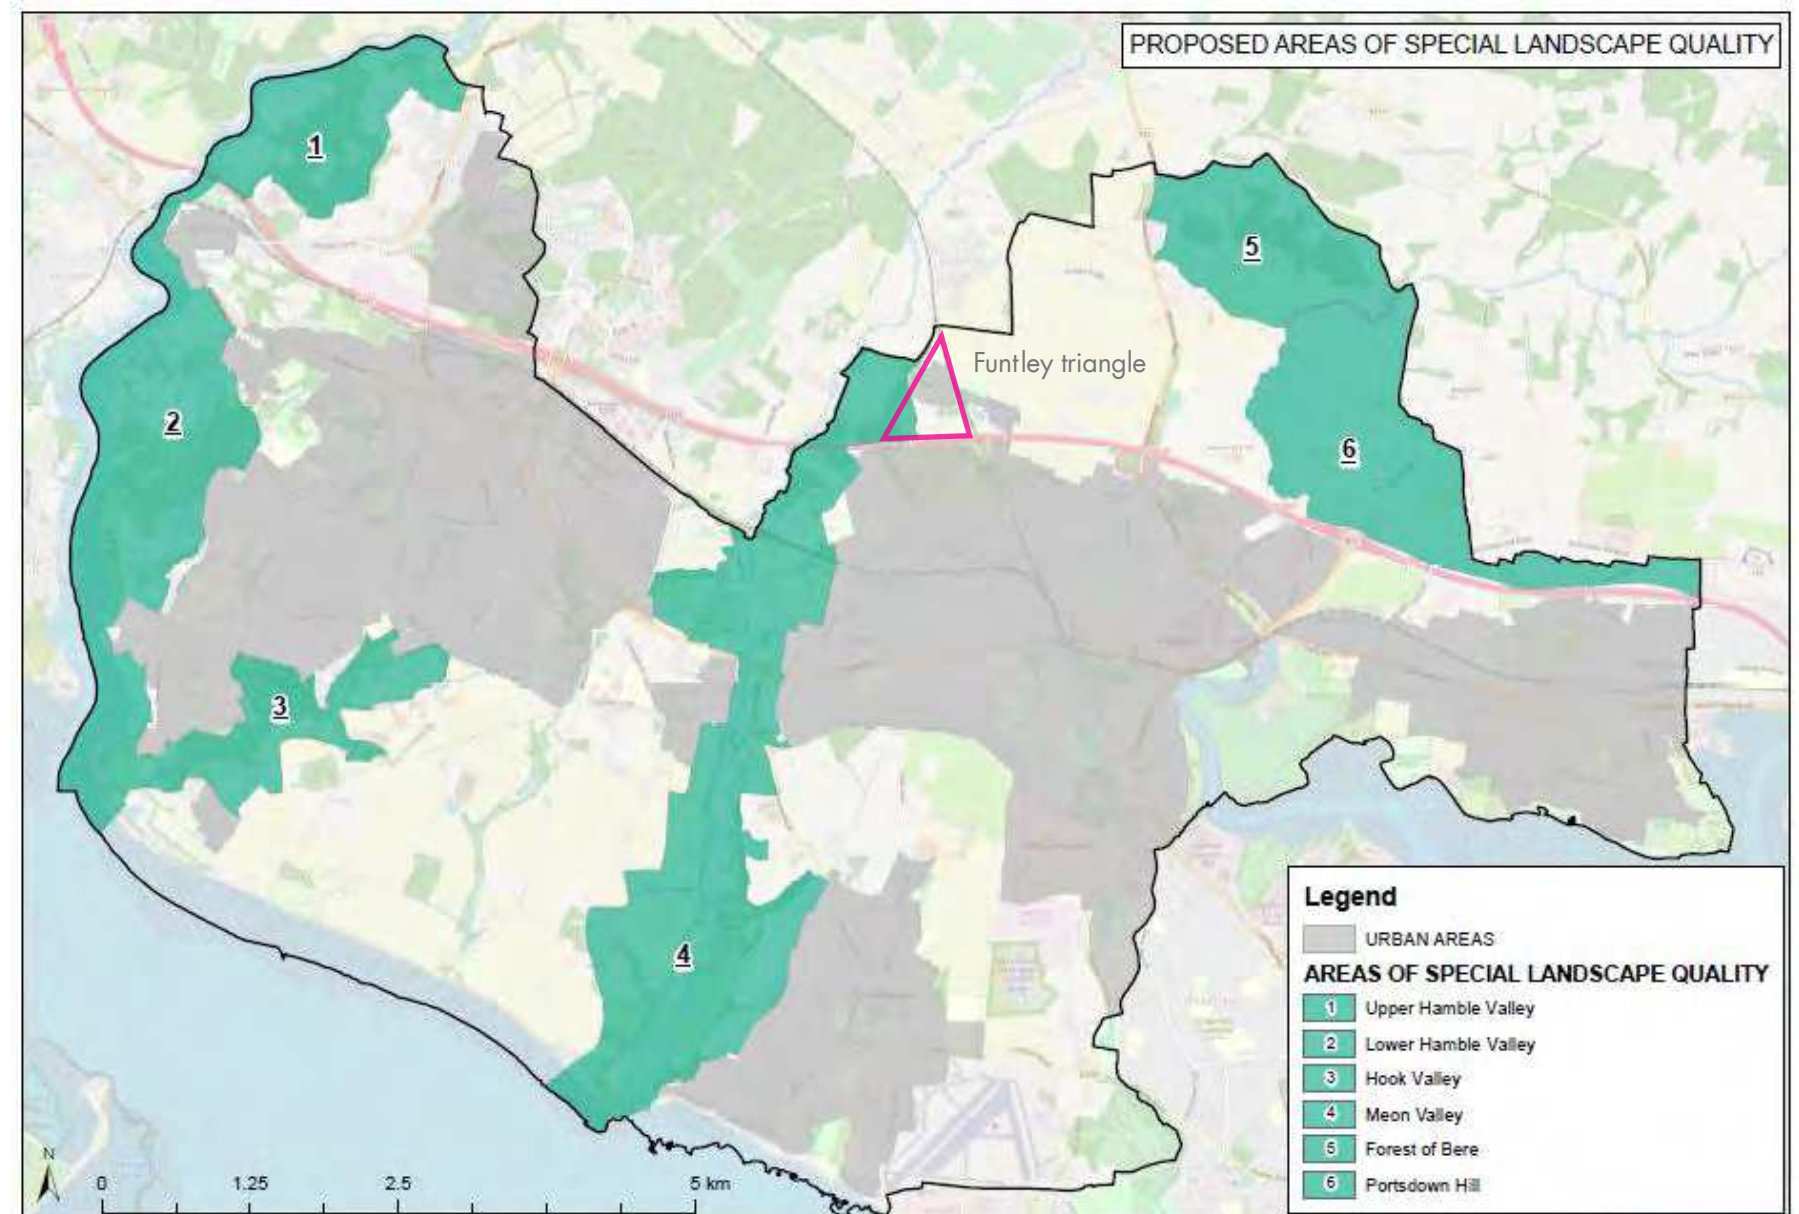 PROPOSED AREAS OF SPECIAL LANDSCAPE QUALITY
1
5
Funtley triangle
2
6
3
4
Legend
URBAN AREAS
AREAS OF SPECIAL LANDSCAPE QUALITY
1 Upper Hamble Valley
2 Lower Hamble Valley
3 Hook Valley
4 Meon Valley
5 Forest of Bere
6 Portsdown Hill
N
0 1.25 2.5 5 km